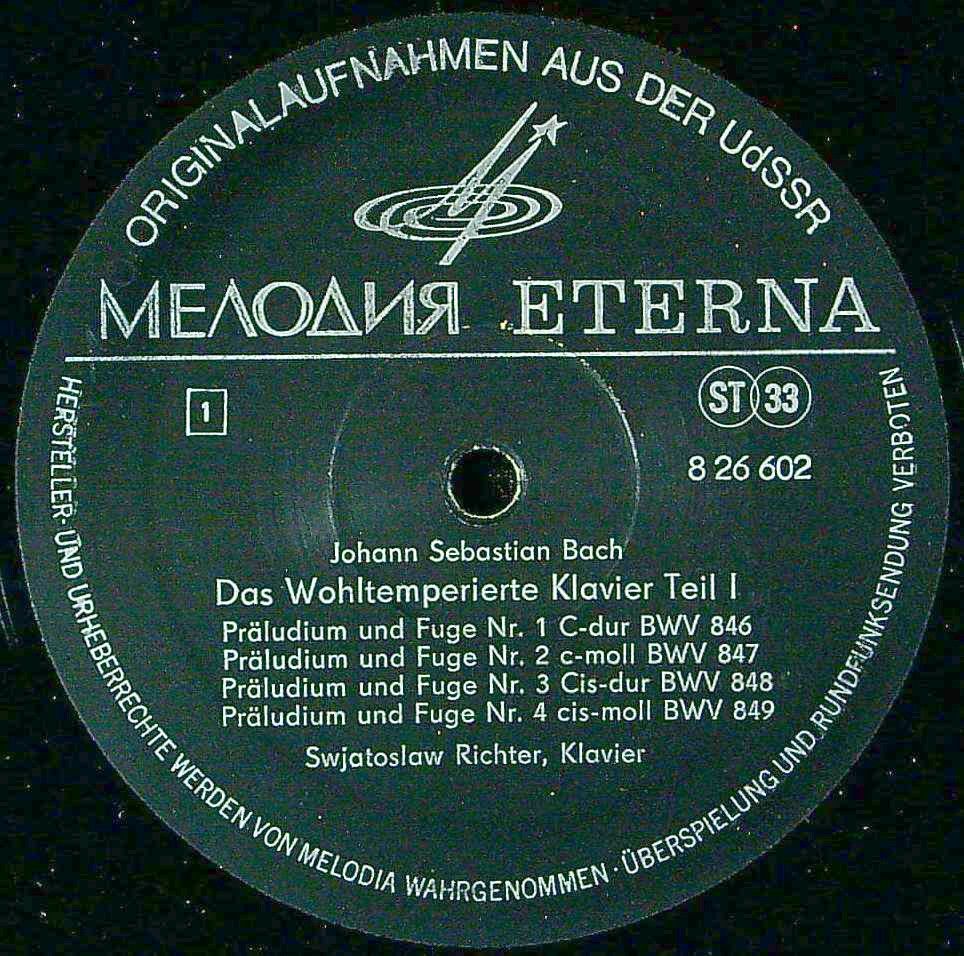 ORIGINALAUFNAHMEN AUS DER UdSSR
МЕЛОДИЯ ETERNA
1
ST 33
8 26 602
Johann Sebastian Bach
Das Wohltemperierte Klavier Teil I
Präludium und Fuge Nr. 1 C-dur BWV 846
Präludium und Fuge Nr. 2 c-moll BWV 847
Präludium und Fuge Nr. 3 Cis-dur BWV 848
Präludium und Fuge Nr. 4 cis-moll BWV 849
Swjatoslaw Richter, Klavier
HERSTELLER- UND URHEBERRECHTE WERDEN VON MELODIA WAHRGENOMMEN · ÜBERSPIELUNG UND RUNDFUNKSENDUNG VERBOTEN